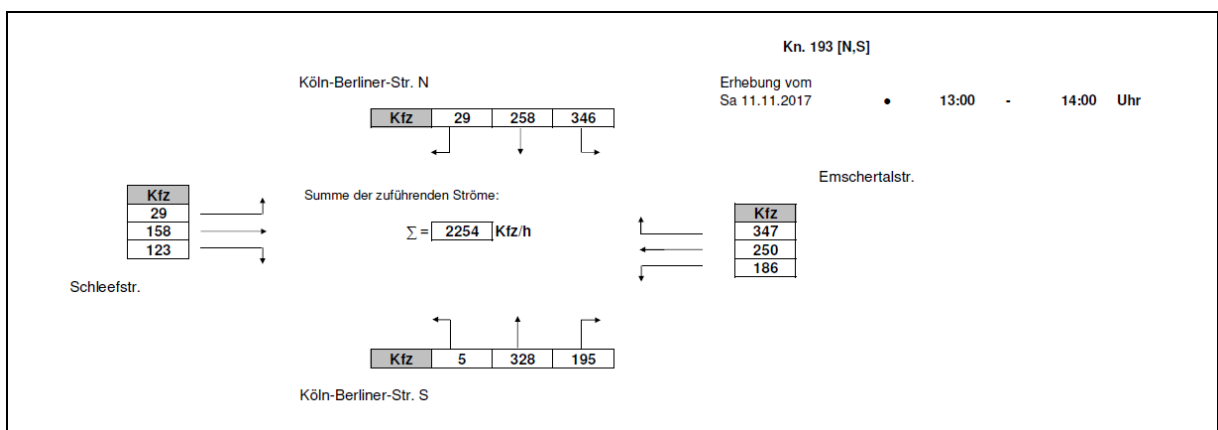 Kn. 193 [N,S]
Köln-Berliner-Str. N
Erhebung vom
Sa 11.11.2017 • 13:00 - 14:00 Uhr
Kfz 29 258 346
Emschertalstr.
Kfz
29
158
123
Schleefstr.
Summe der zuführenden Ströme:
∑ = 2254 Kfz/h
Kfz
347
250
186
Kfz 5 328 195
Köln-Berliner-Str. S